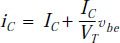 i_C = I_C + \frac{I_C}{V_T} v_{be}